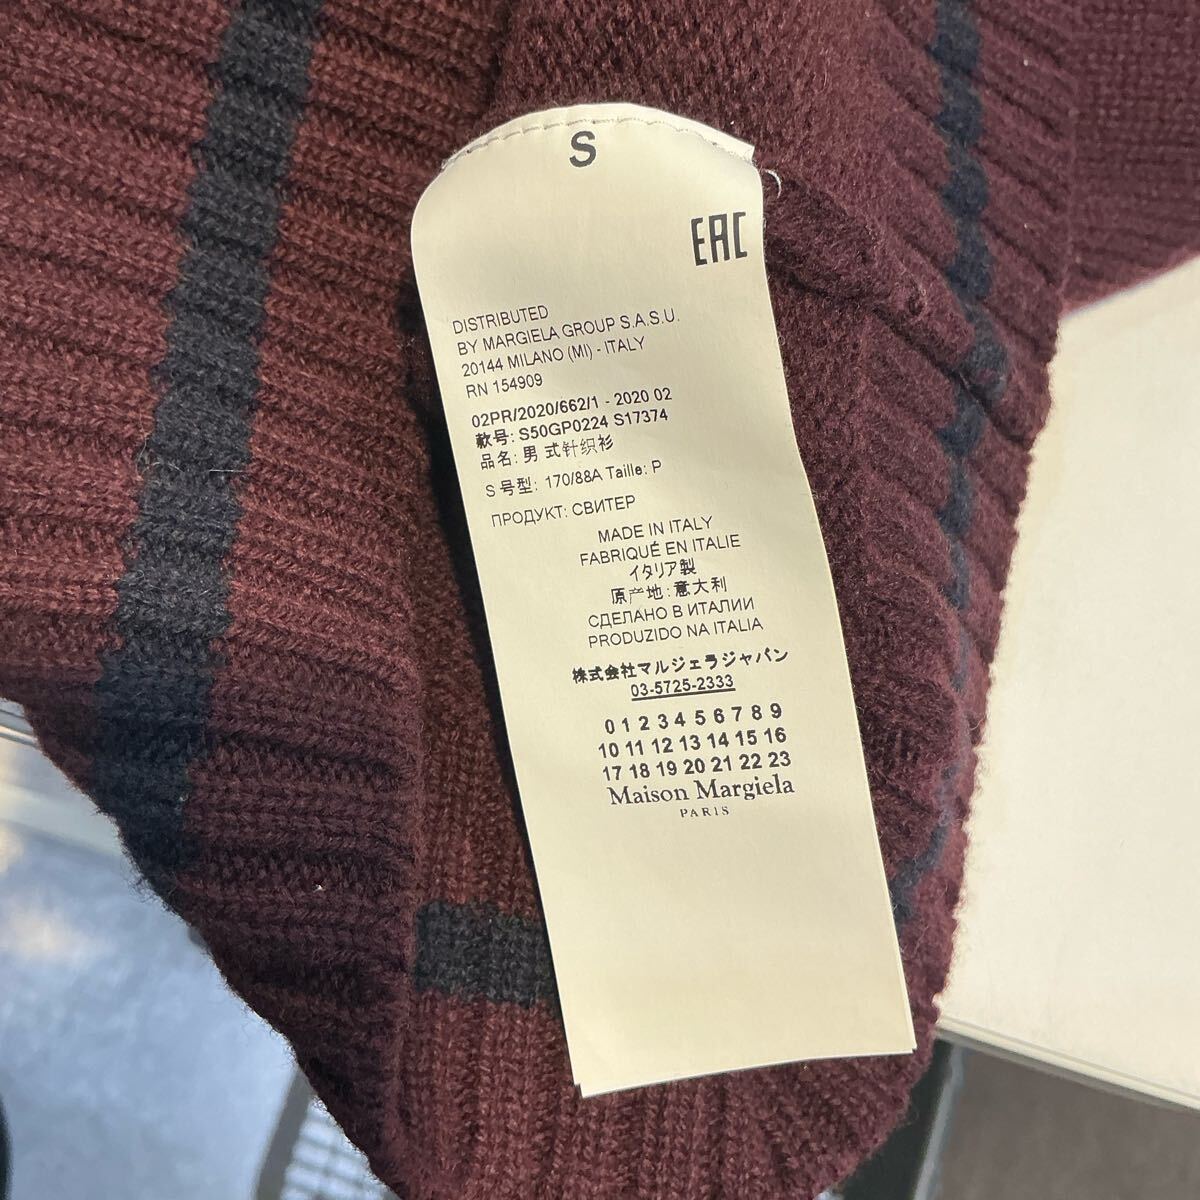 S
EAC
DISTRIBUTED
BY MARGIELA GROUP S.A.S.U.
20144 MILANO (MI) - ITALY
RN 154909
02PR/2020/662/1 - 2020 02
款号: S50GP0224 S17374
品名: 男 式针织衫
S 号型: 170/88A Taille: P
ПРОДУКТ: СВИТЕР
MADE IN ITALY
FABRIQUÉ EN ITALIE
イタリア製
原产地: 意大利
СДЕЛАНО В ИТАЛИИ
PRODUZIDO NA ITALIA
株式会社マルジェラジャパン
03-5725-2333
0 1 2 3 4 5 6 7 8 9
10 11 12 13 14 15 16
17 18 19 20 21 22 23
Maison Margiela
PARIS